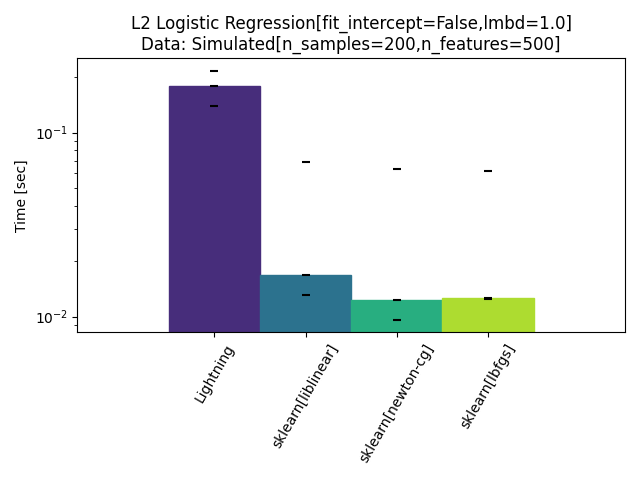 L2 Logistic Regression[fit_intercept=False,lmbd=1.0]
Data: Simulated[n_samples=200,n_features=500]
Time [sec]
10⁻¹
10⁻²
Lightning
sklearn[liblinear]
sklearn[newton-cg]
sklearn[lbfgs]